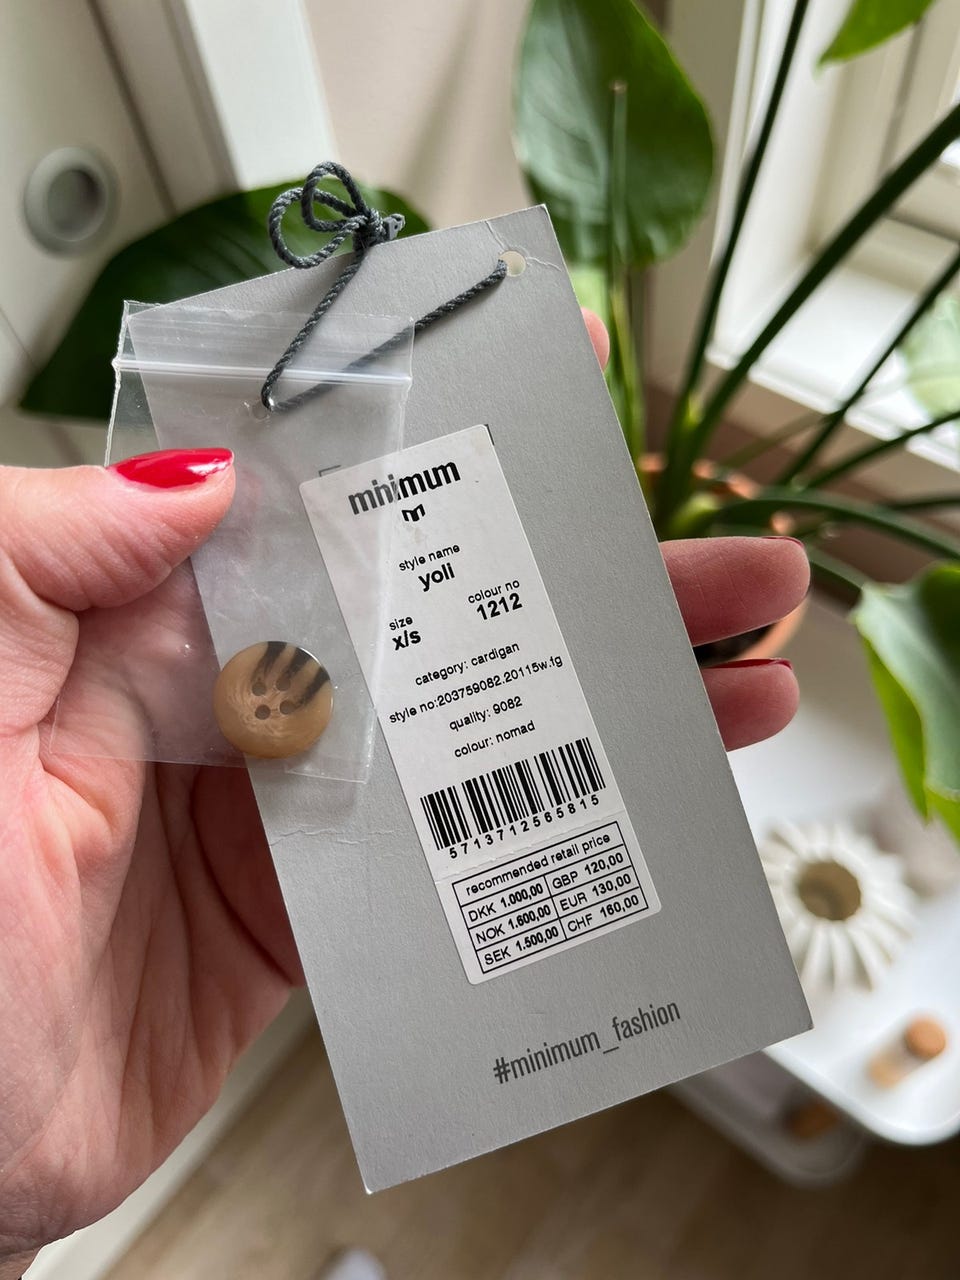 minimum
style name
yoli
size
x/s
colour no
1212
category: cardigan
style no:203759082.20115w.fg
quality: 9082
colour: nomad
5713712565815
recommended retail price
DKK 1.000,00 GBP 120,00
NOK 1.600,00 EUR 130,00
SEK 1.500,00 CHF 160,00
#minimum_fashion